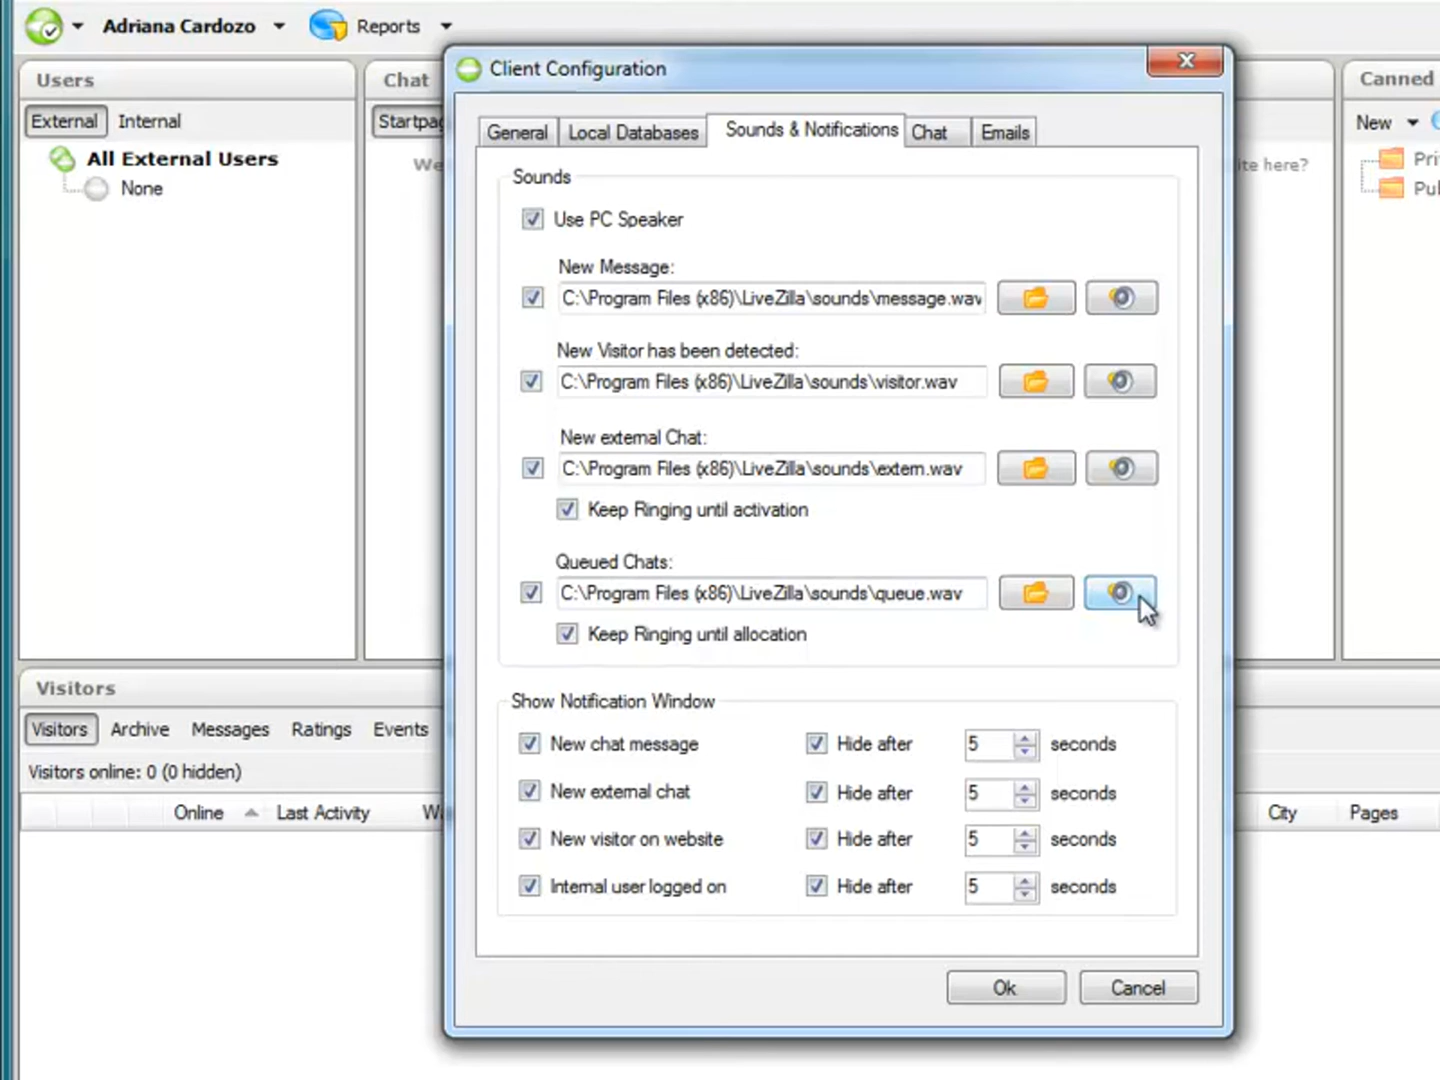 Adriana Cardozo Reports
Users
External Internal
All External Users
None
Chat
Startpag
We
ite here?
Canned
New
Pri
Pul
Client Configuration
General Local Databases Sounds & Notifications Chat Emails
Sounds
Use PC Speaker
New Message:
C:\Program Files (x86)\LiveZilla\sounds\message.wav
New Visitor has been detected:
C:\Program Files (x86)\LiveZilla\sounds\visitor.wav
New external Chat:
C:\Program Files (x86)\LiveZilla\sounds\extern.wav
Keep Ringing until activation
Queued Chats:
C:\Program Files (x86)\LiveZilla\sounds\queue.wav
Keep Ringing until allocation
Show Notification Window
New chat message Hide after 5 seconds
New external chat Hide after 5 seconds
New visitor on website Hide after 5 seconds
Internal user logged on Hide after 5 seconds
Ok Cancel
Visitors
Visitors Archive Messages Ratings Events
Visitors online: 0 (0 hidden)
Online Last Activity Wa City Pages